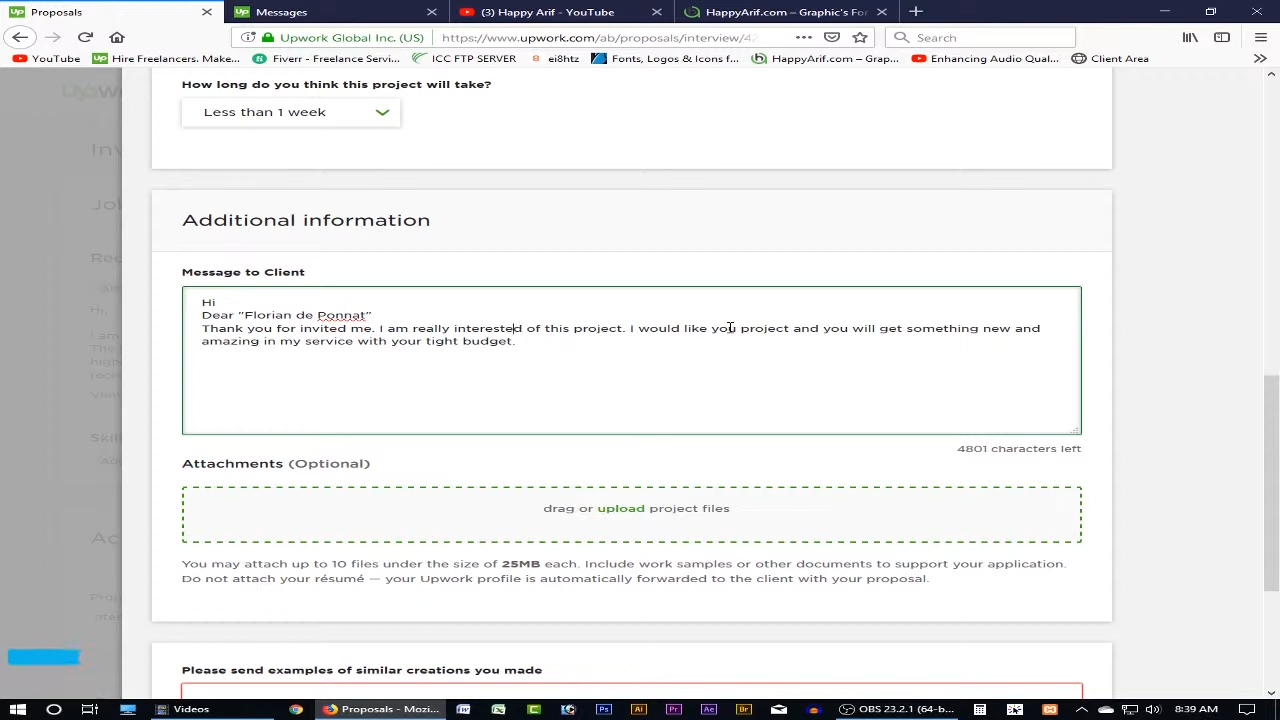 Proposals
Messages
(3) Happy Arif - YouTube
HappyArif.com – Graphic's For
Upwork Global Inc. (US)
https://www.upwork.com/ab/proposals/interview/42
Search
YouTube
Hire Freelancers. Make...
Fiverr - Freelance Servi...
ICC FTP SERVER
ei8htz
Fonts, Logos & Icons f...
HappyArif.com – Grap...
Enhancing Audio Qual...
Client Area
How long do you think this project will take?
Less than 1 week
Additional information
Message to Client
Hi
Dear "Florian de Ponnat"
Thank you for invited me. I am really interested of this project. I would like you project and you will get something new and
amazing in my service with your tight budget.
4801 characters left
Attachments (Optional)
drag or upload project files
You may attach up to 10 files under the size of 25MB each. Include work samples or other documents to support your application.
Do not attach your résumé — your Upwork profile is automatically forwarded to the client with your proposal.
Please send examples of similar creations you made
Videos
Proposals - Mozi...
OBS 23.2.1 (64-b...
8:39 AM